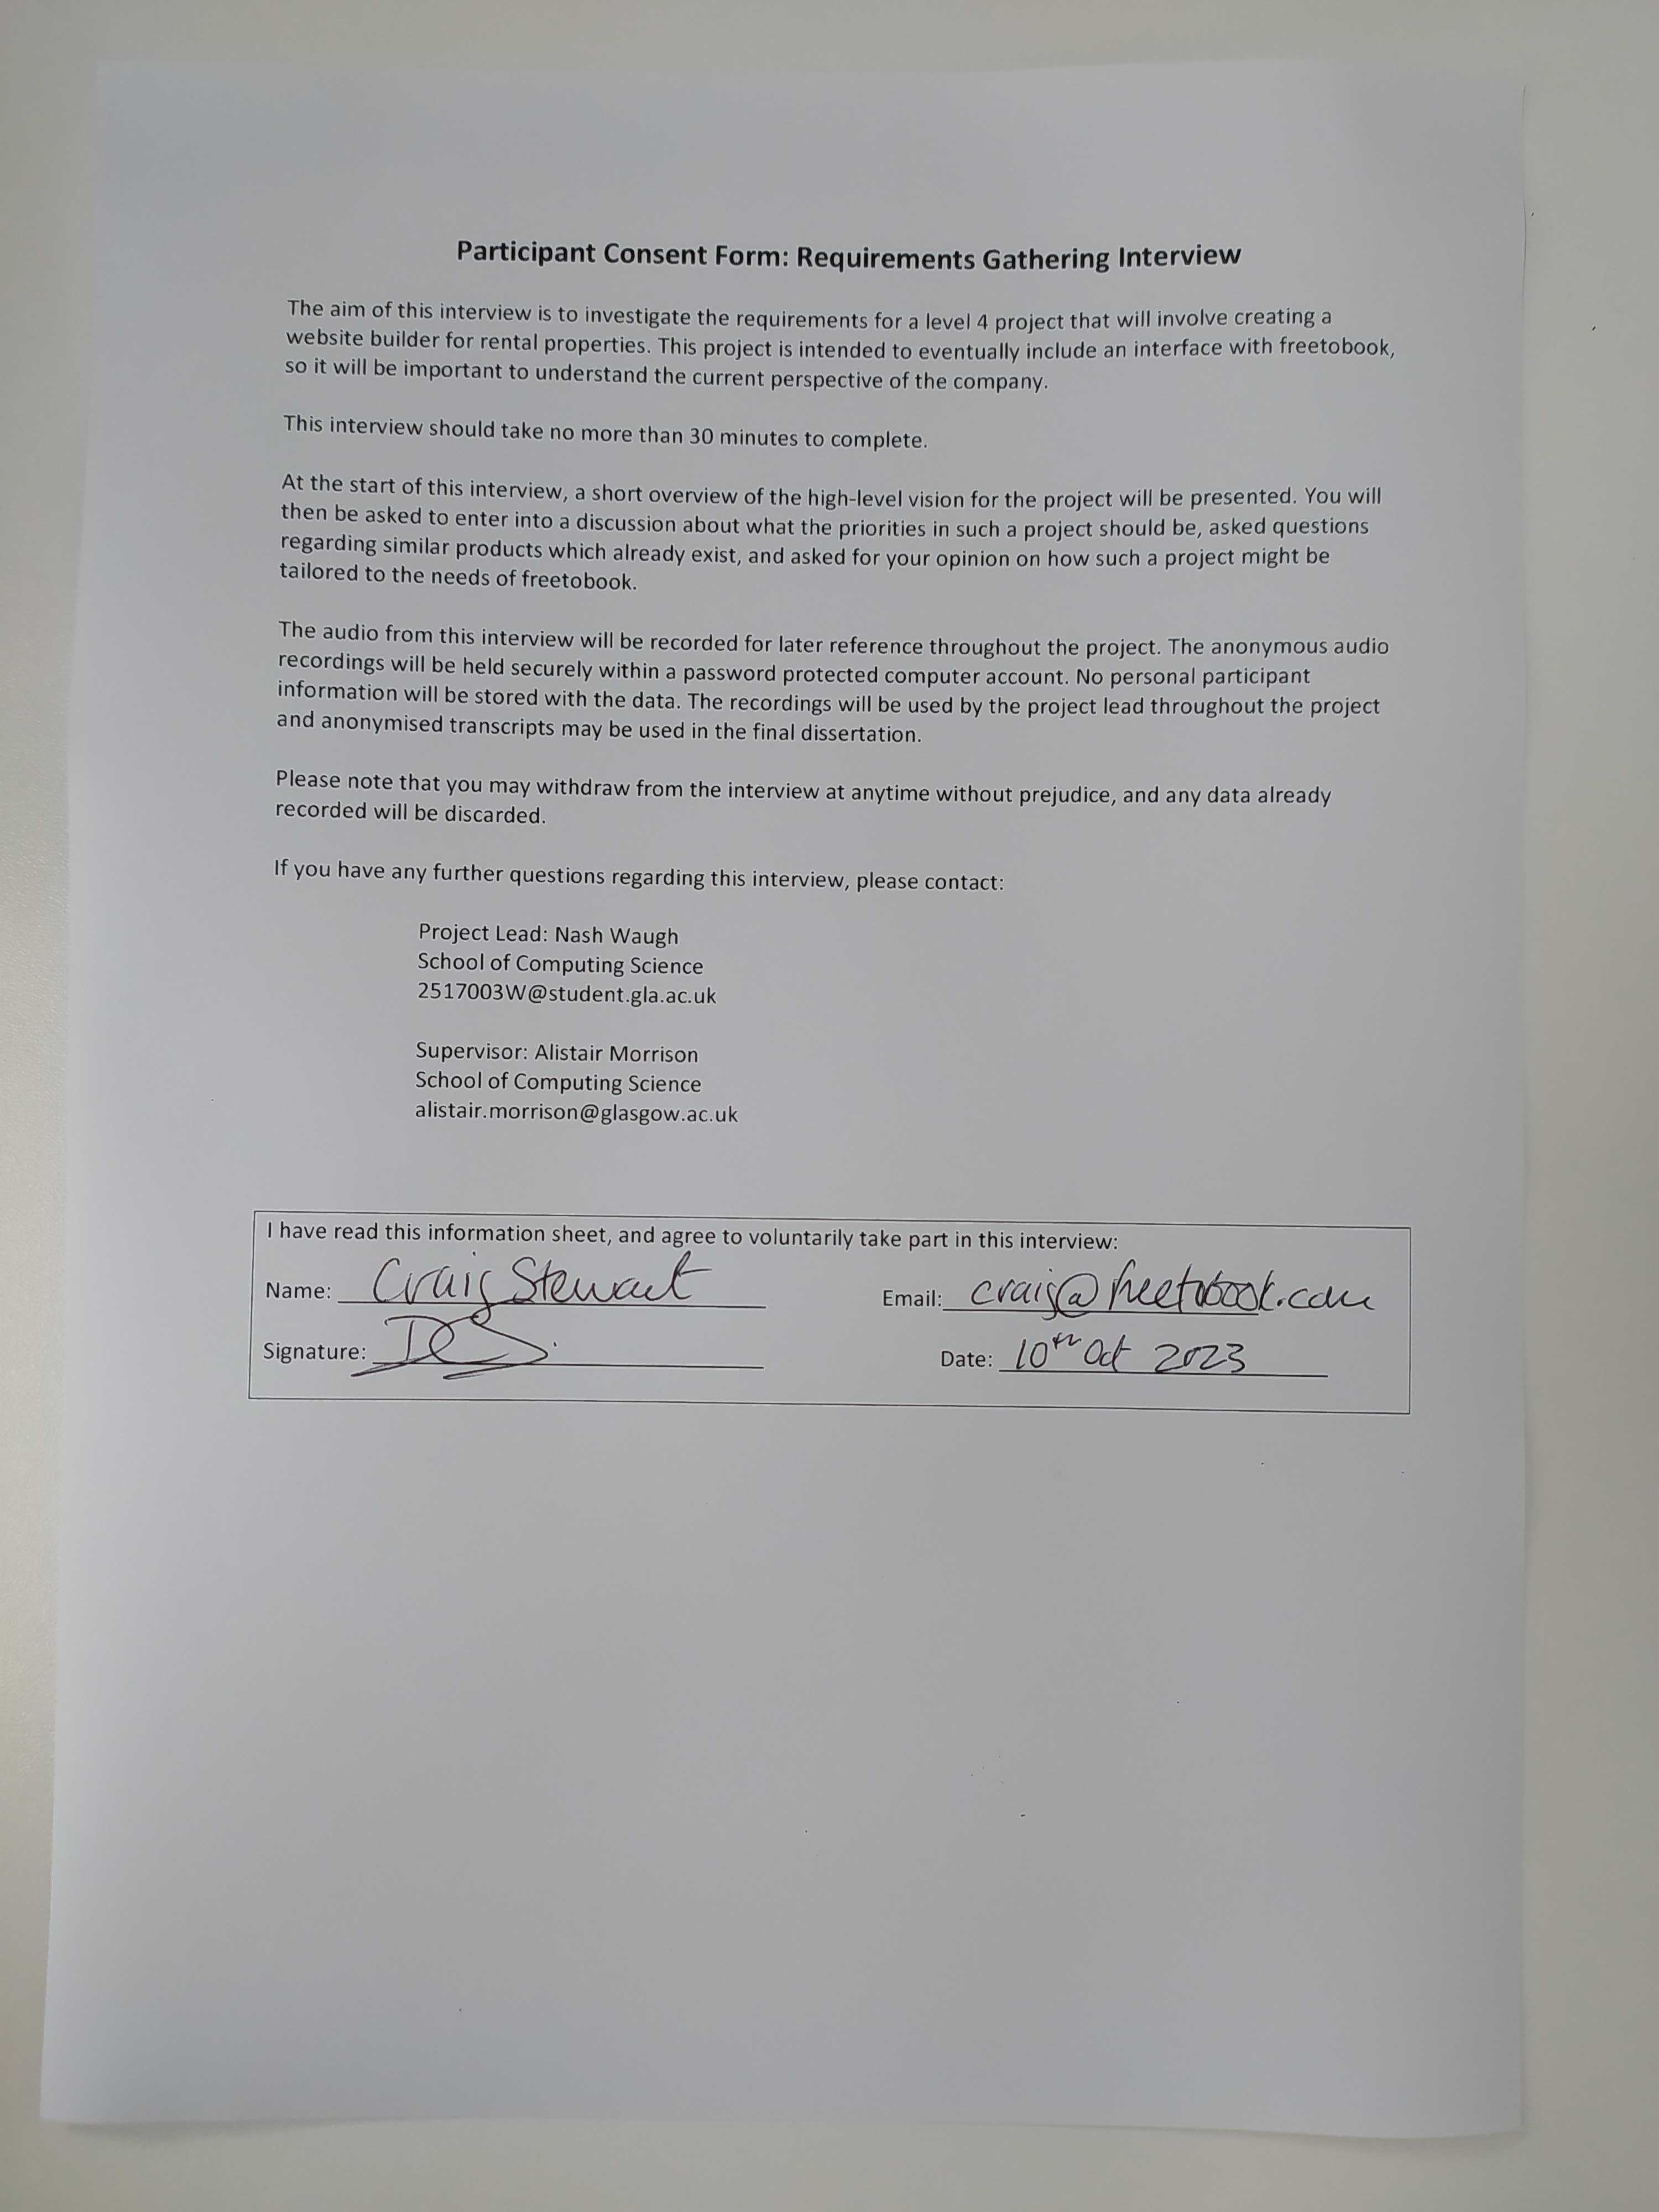 Participant Consent Form: Requirements Gathering Interview
The aim of this interview is to investigate the requirements for a level 4 project that will involve creating a
website builder for rental properties. This project is intended to eventually include an interface with freetobook,
so it will be important to understand the current perspective of the company.
This interview should take no more than 30 minutes to complete.
At the start of this interview, a short overview of the high-level vision for the project will be presented. You will
then be asked to enter into a discussion about what the priorities in such a project should be, asked questions
regarding similar products which already exist, and asked for your opinion on how such a project might be
tailored to the needs of freetobook.
The audio from this interview will be recorded for later reference throughout the project. The anonymous audio
recordings will be held securely within a password protected computer account. No personal participant
information will be stored with the data. The recordings will be used by the project lead throughout the project
and anonymised transcripts may be used in the final dissertation.
Please note that you may withdraw from the interview at anytime without prejudice, and any data already
recorded will be discarded.
If you have any further questions regarding this interview, please contact:
Project Lead: Nash Waugh
School of Computing Science
2517003W@student.gla.ac.uk
Supervisor: Alistair Morrison
School of Computing Science
alistair.morrison@glasgow.ac.uk
I have read this information sheet, and agree to voluntarily take part in this interview:
Name: Craig Stewart Email: craig@freetobook.com
Signature: DCS. Date: 10th Oct 2023